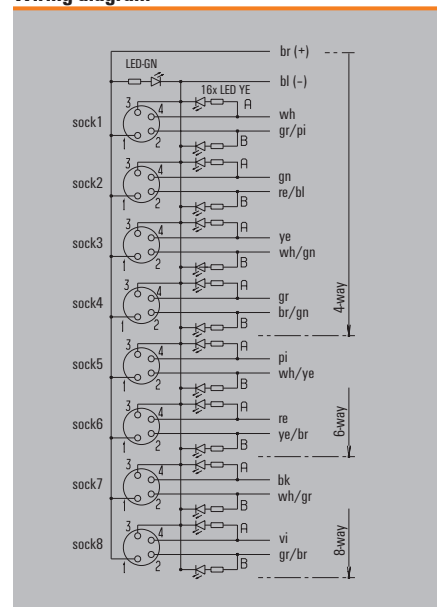 Wiring diagram
br (+)
LED-GN
bl (–)
16x LED YE
3 4 A
wh
sock1
gr/pi
1 2 B
3 4 A
gn
sock2
re/bl
1 2 B
3 4 A
ye
sock3
wh/gn
1 2 B
3 4 A
gr
sock4
br/gn
1 2 B
4-way
3 4 A
pi
sock5
wh/ye
1 2 B
3 4 A
re
sock6
ye/br
1 2 B
6-way
3 4 A
bk
sock7
wh/gr
1 2 B
3 4 A
vi
sock8
gr/br
1 2 B
8-way